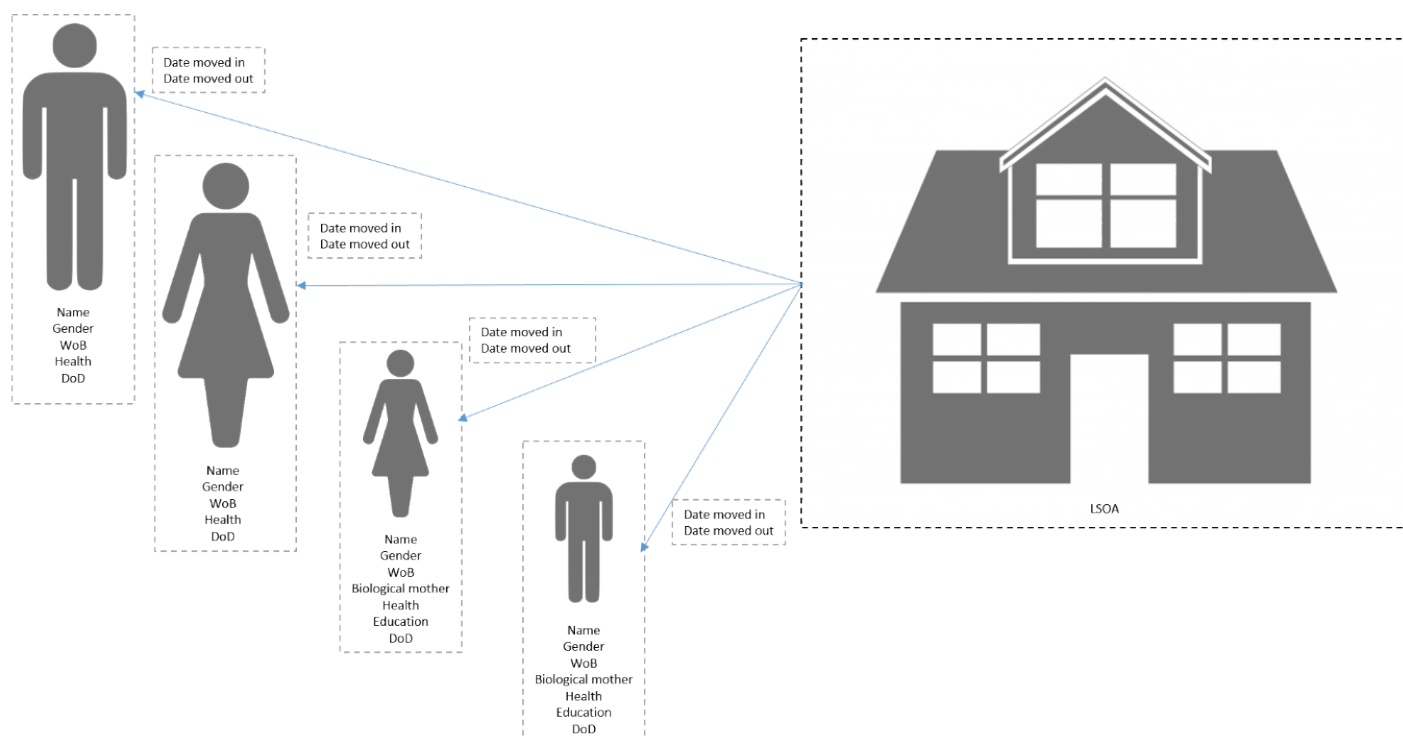 Date moved in
Date moved out
Name
Gender
WoB
Health
DoD
Date moved in
Date moved out
Name
Gender
WoB
Health
DoD
Date moved in
Date moved out
Name
Gender
WoB
Biological mother
Health
Education
DoD
Date moved in
Date moved out
Name
Gender
WoB
Biological mother
Health
Education
DoD
LSOA